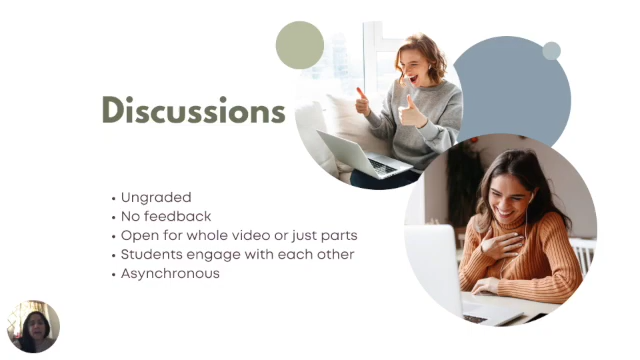 Discussions
• Ungraded
• No feedback
• Open for whole video or just parts
• Students engage with each other
• Asynchronous